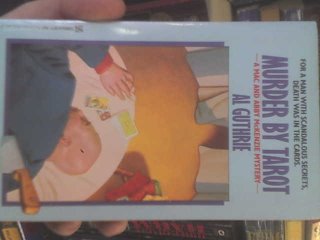 FOR A MAN WITH SCANDALOUS SECRETS,
DEATH WAS IN THE CARDS.
MURDER BY TAROT
—A MAC AND ABBY McKENZIE MYSTERY—
AL GUTHRIE